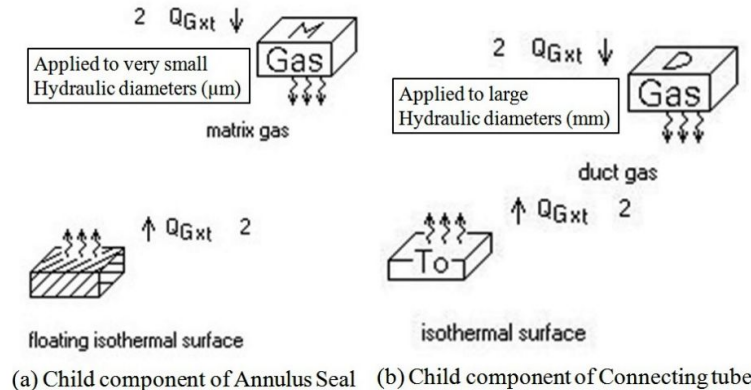 2 QGxt ↓
M
Gas
Applied to very small
Hydraulic diameters (μm)
matrix gas
↑ QGxt 2
floating isothermal surface
(a) Child component of Annulus Seal
2 QGxt ↓
D
Gas
Applied to large
Hydraulic diameters (mm)
duct gas
↑ QGxt 2
To
isothermal surface
(b) Child component of Connecting tube